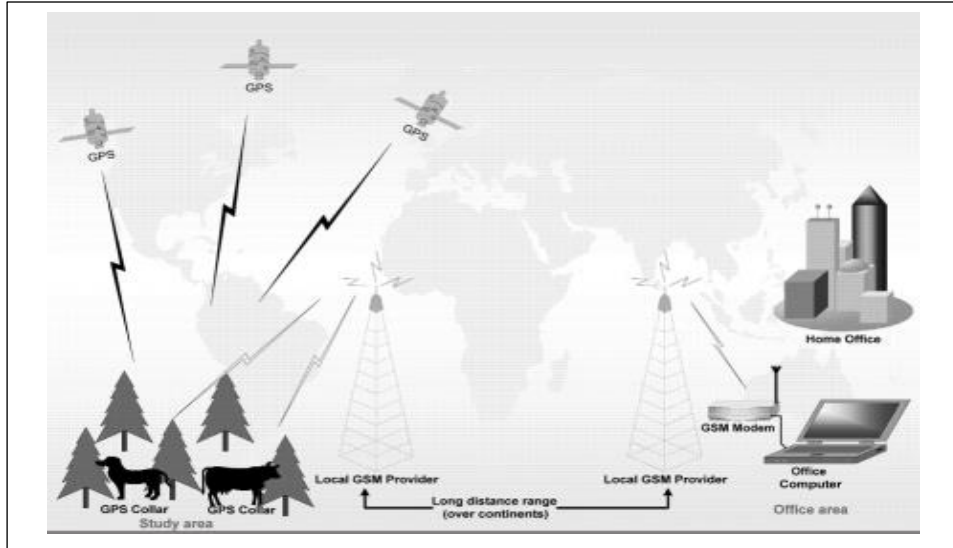 GPS
GPS
GPS
Home Office
GSM Modem
Local GSM Provider
Local GSM Provider
Office
Computer
GPS Collar
GPS Collar
Long distance range
(over continents)
Study area
Office area